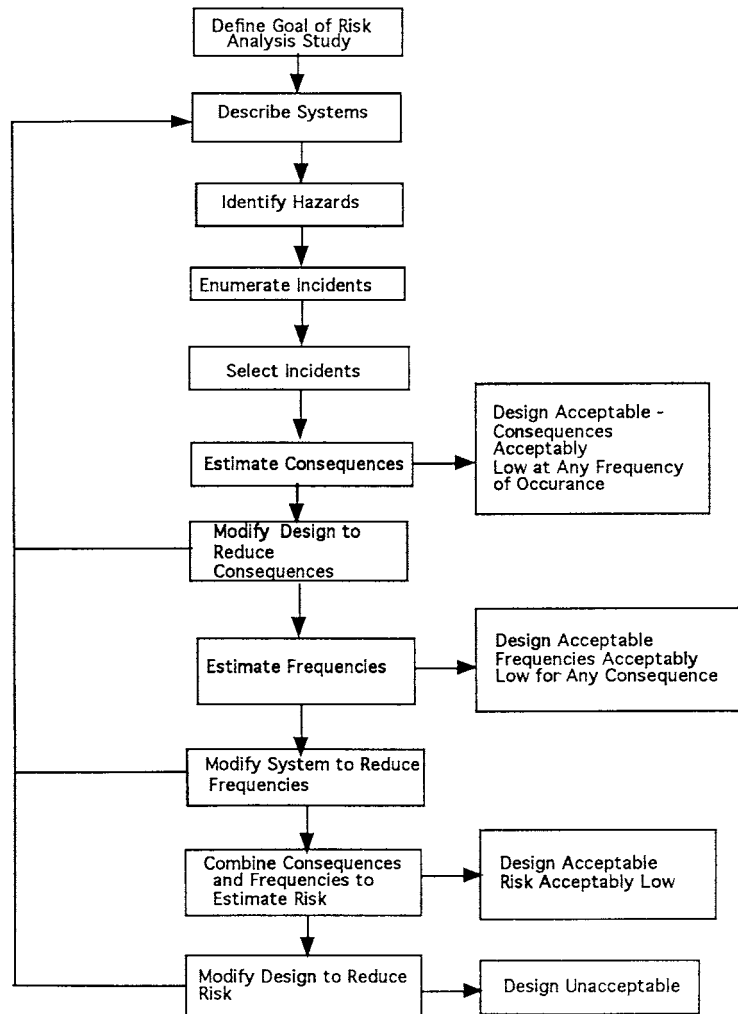 Define Goal of Risk
Analysis Study
Describe Systems
Identify Hazards
Enumerate Incidents
Select Incidents
Estimate Consequences
Design Acceptable -
Consequences
Acceptably
Low at Any Frequency
of Occurance
Modify Design to
Reduce
Consequences
Estimate Frequencies
Design Acceptable
Frequencies Acceptably
Low for Any Consequence
Modify System to Reduce
Frequencies
Combine Consequences
and Frequencies to
Estimate Risk
Design Acceptable
Risk Acceptably Low
Modify Design to Reduce
Risk
Design Unacceptable